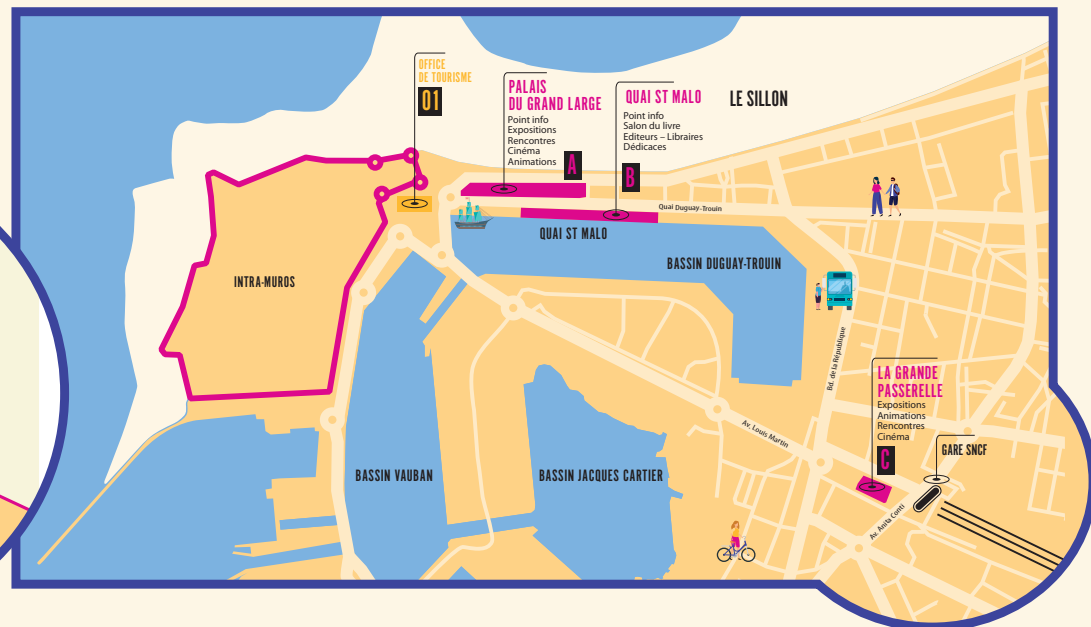 OFFICE
DE TOURISME
01
PALAIS
DU GRAND LARGE
Point info
Expositions
Rencontres
Cinéma
Animations
A
QUAI ST MALO
Point info
Salon du livre
Editeurs – Libraires
Dédicaces
B
LE SILLON
Quai Duguay-Trouin
QUAI ST MALO
BASSIN DUGUAY-TROUIN
INTRA-MUROS
Bd. de la République
LA GRANDE
PASSERELLE
Expositions
Animations
Rencontres
Cinéma
C
GARE SNCF
Av. Louis Martin
BASSIN VAUBAN
BASSIN JACQUES CARTIER
Av. Anita Conti